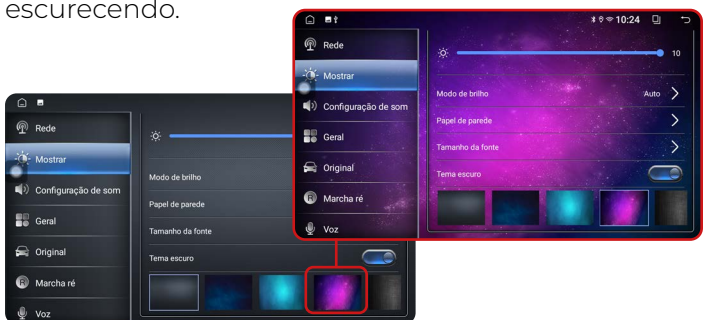 escurecendo.
10:24
Rede
10
Mostrar
Modo de brilho
Auto
Configuração de som
Papel de parede
Geral
Tamanho da fonte
Original
Tema escuro
R
Marcha ré
Voz
Rede
Mostrar
Modo de brilho
Configuração de som
Papel de parede
Geral
Tamanho da fonte
Original
Tema escuro
R
Marcha ré
Voz